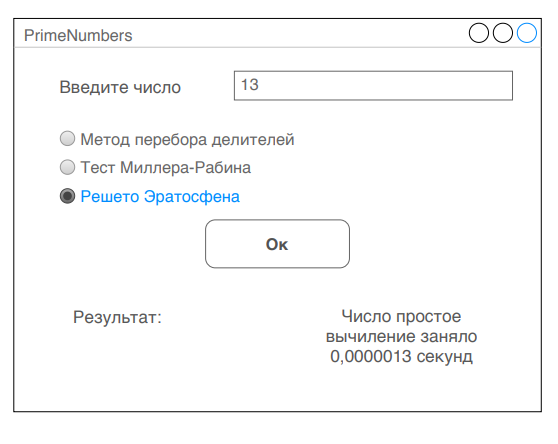 PrimeNumbers
Введите число
13
Метод перебора делителей
Тест Миллера-Рабина
Решето Эратосфена
Ок
Результат:
Число простое
вычиление заняло
0,0000013 секунд